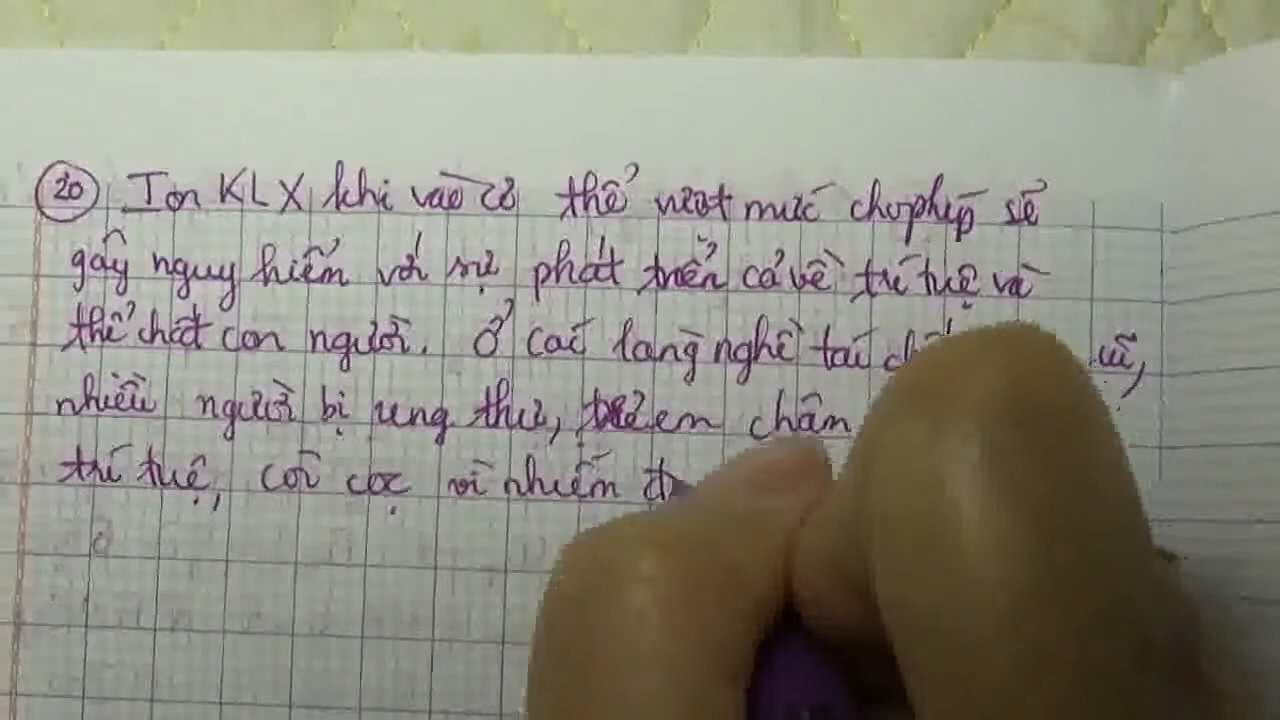 20 Ion KLX khi vào cơ thể vượt mức cho phép sẽ
gây nguy hiểm với sự phát triển cả về trí tuệ và
thể chất con người. Ở các làng nghề tái
nhiều người bị ung thư, trẻ em chậm
trí tuệ, còi cọc vì nhiễm